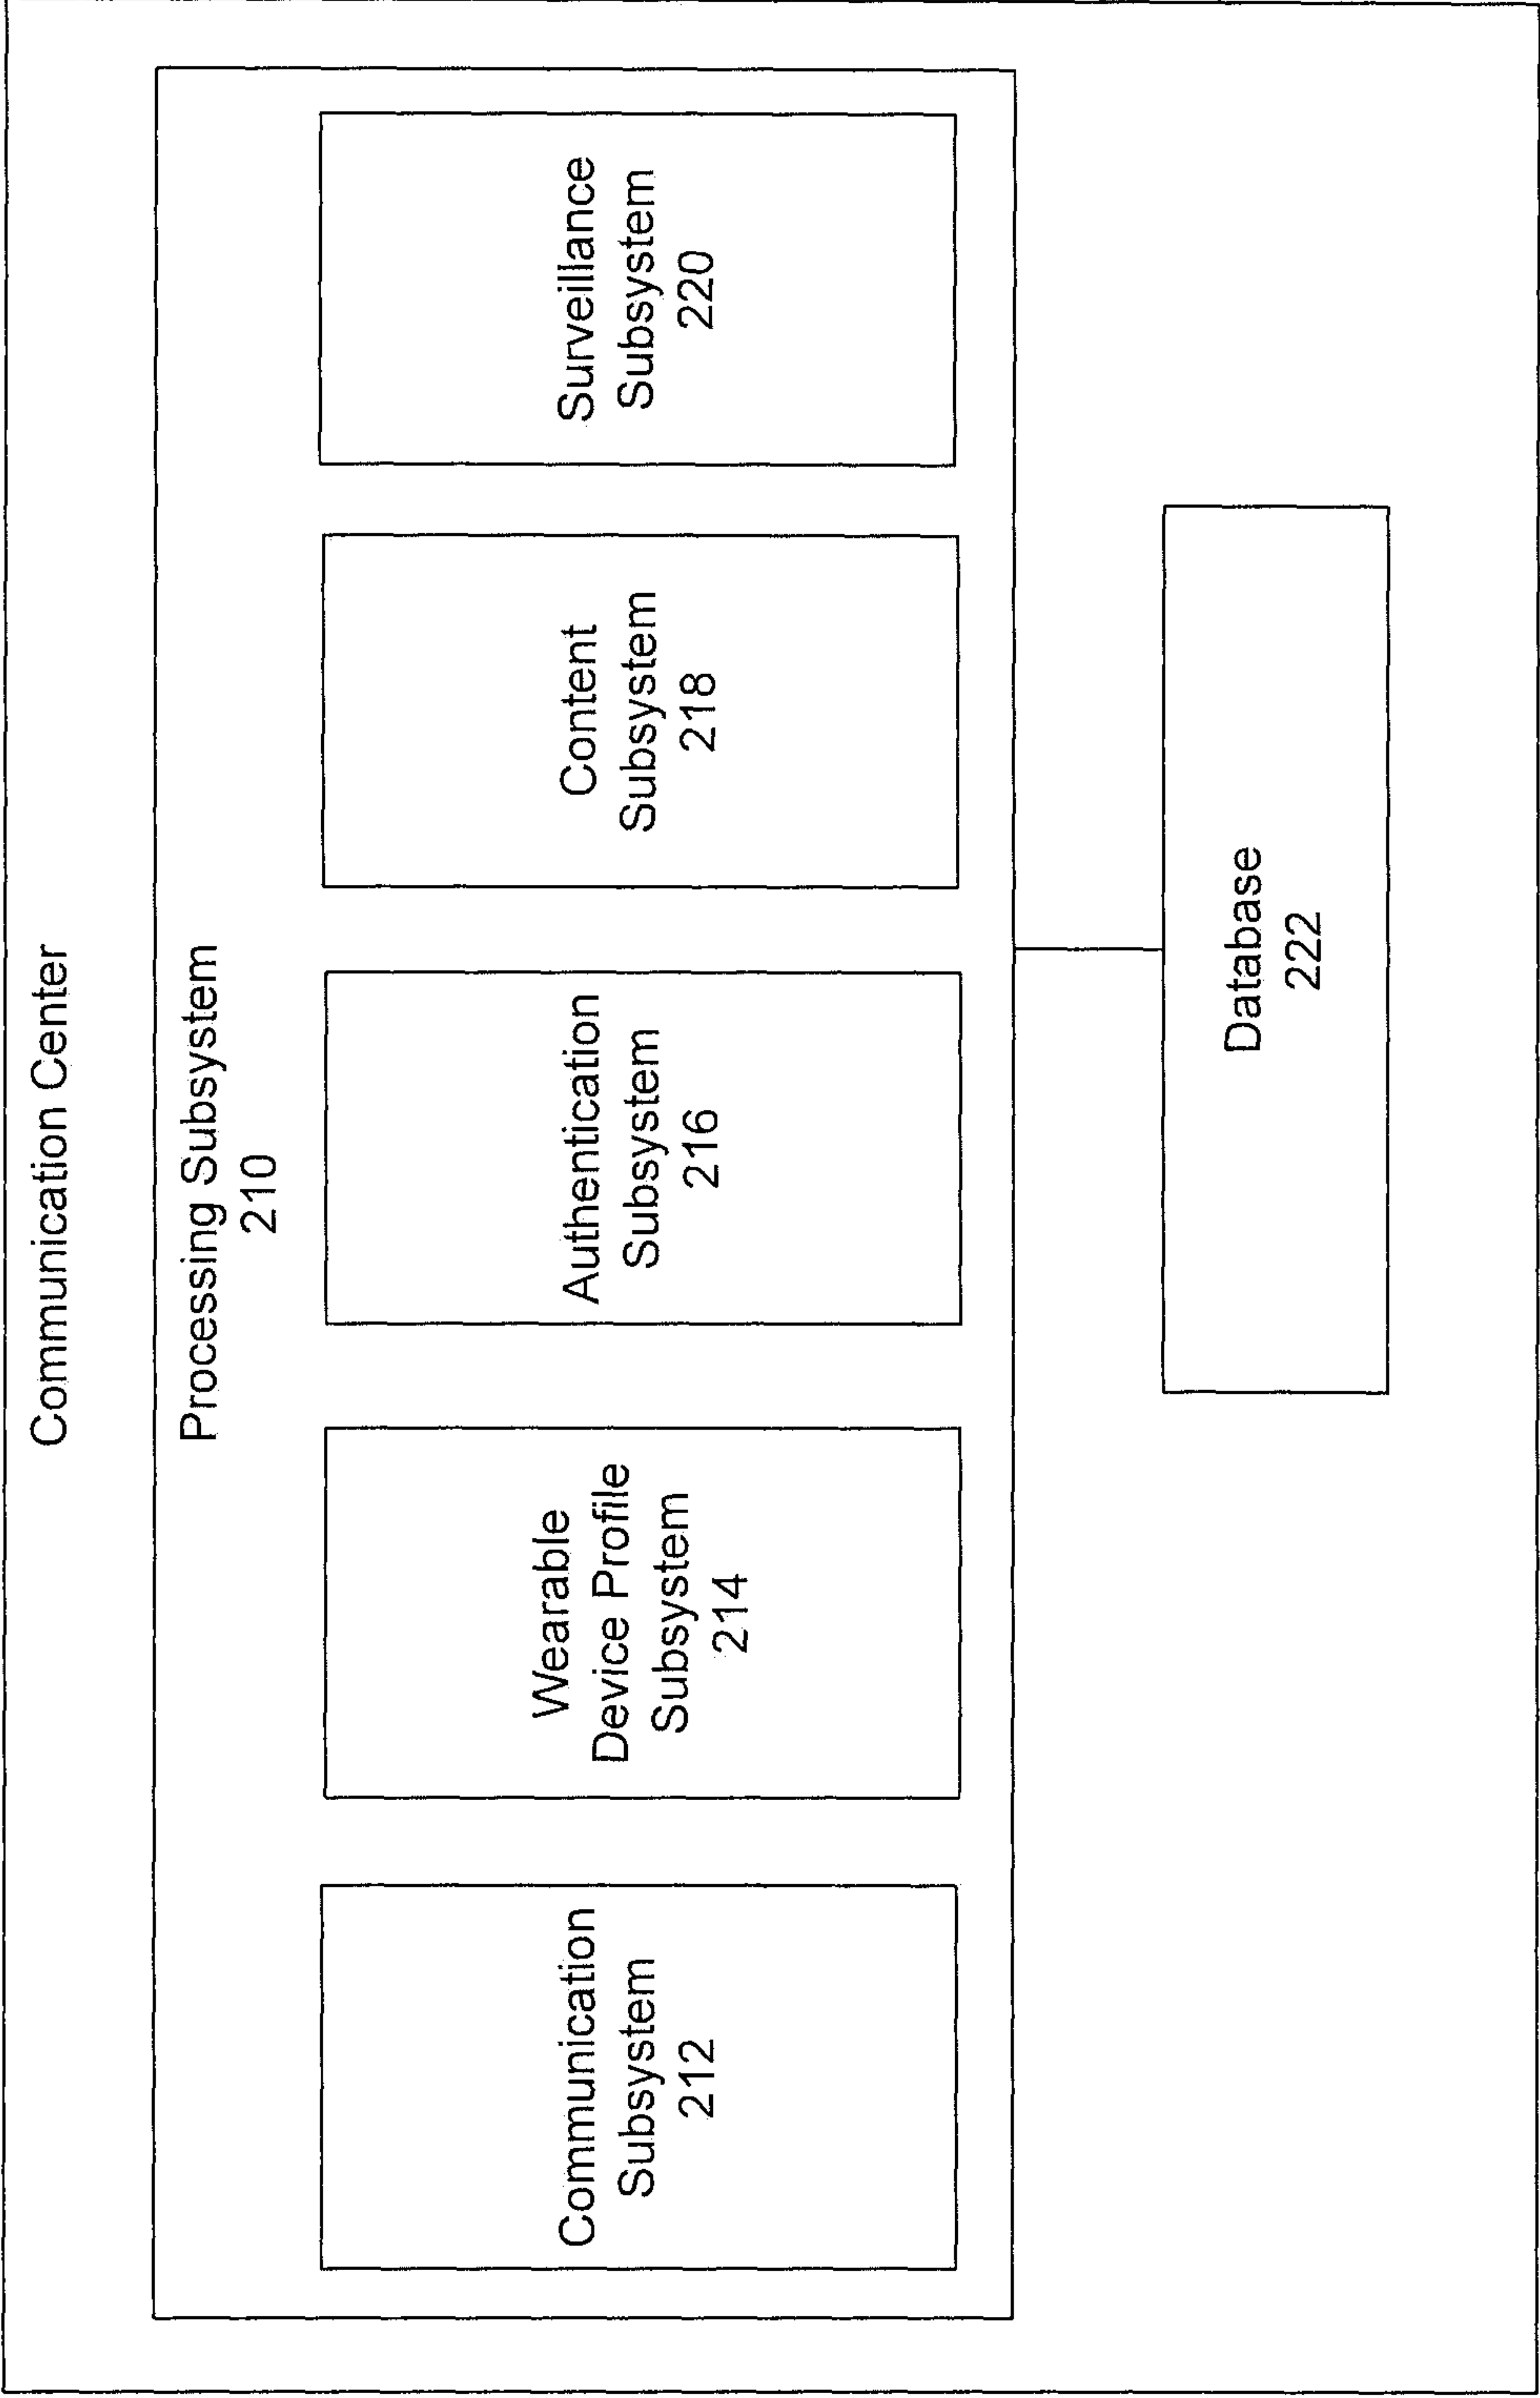 Communication Center
Processing Subsystem
210
Communication
Subsystem
212
Wearable
Device Profile
Subsystem
214
Authentication
Subsystem
216
Content
Subsystem
218
Surveillance
Subsystem
220
Database
222